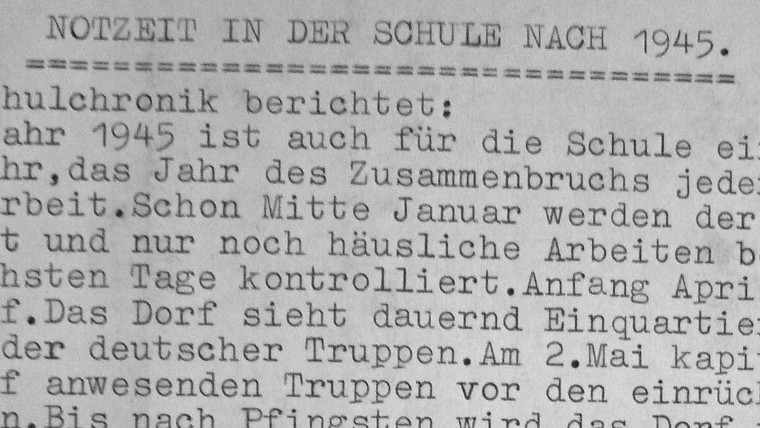 NOTZEIT IN DER SCHULE NACH 1945.
=================================
hulchronik berichtet:
ahr 1945 ist auch für die Schule ei
hr,das Jahr des Zusammenbruchs jede
rbeit.Schon Mitte Januar werden der
t und nur noch häusliche Arbeiten b
hsten Tage kontrolliert.Anfang Apri
f.Das Dorf sieht dauernd Einquartie
der deutscher Truppen.Am 2.Mai kapi
f anwesenden Truppen vor den einrüc
n.Bis nach Pfingsten wird das Dorf